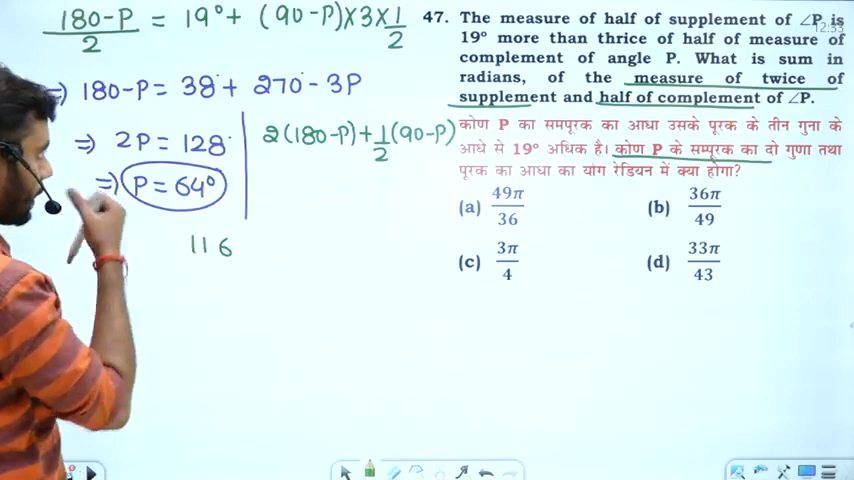 180-P/2 = 19° + (90-P)×3×1/2
⇒ 180-P = 38° + 270° - 3P
⇒ 2P = 128°
⇒ P = 64°
116
2(180-P)+1/2(90-P)
47. The measure of half of supplement of ∠P is
19° more than thrice of half of measure of
complement of angle P. What is sum in
radians, of the measure of twice of
supplement and half of complement of ∠P.
कोण P का समपूरक का आधा उसके पूरक के तीन गुना के
आधे से 19° अधिक है। कोण P के सम्पूरक का दो गुणा तथा
पूरक का आधा का योग रेडियन में क्या होगा?
(a) 49π/36 (b) 36π/49
(c) 3π/4 (d) 33π/43
12:33